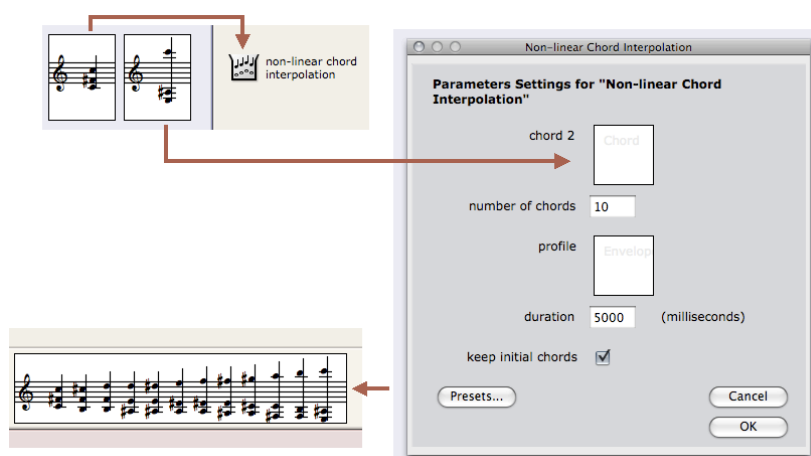 non-linear chord
interpolation
Non-linear Chord Interpolation
Parameters Settings for "Non-linear Chord
Interpolation"
chord 2
Chord
number of chords 10
profile
Envelop
duration 5000 (milliseconds)
keep initial chords
Presets...
Cancel
OK